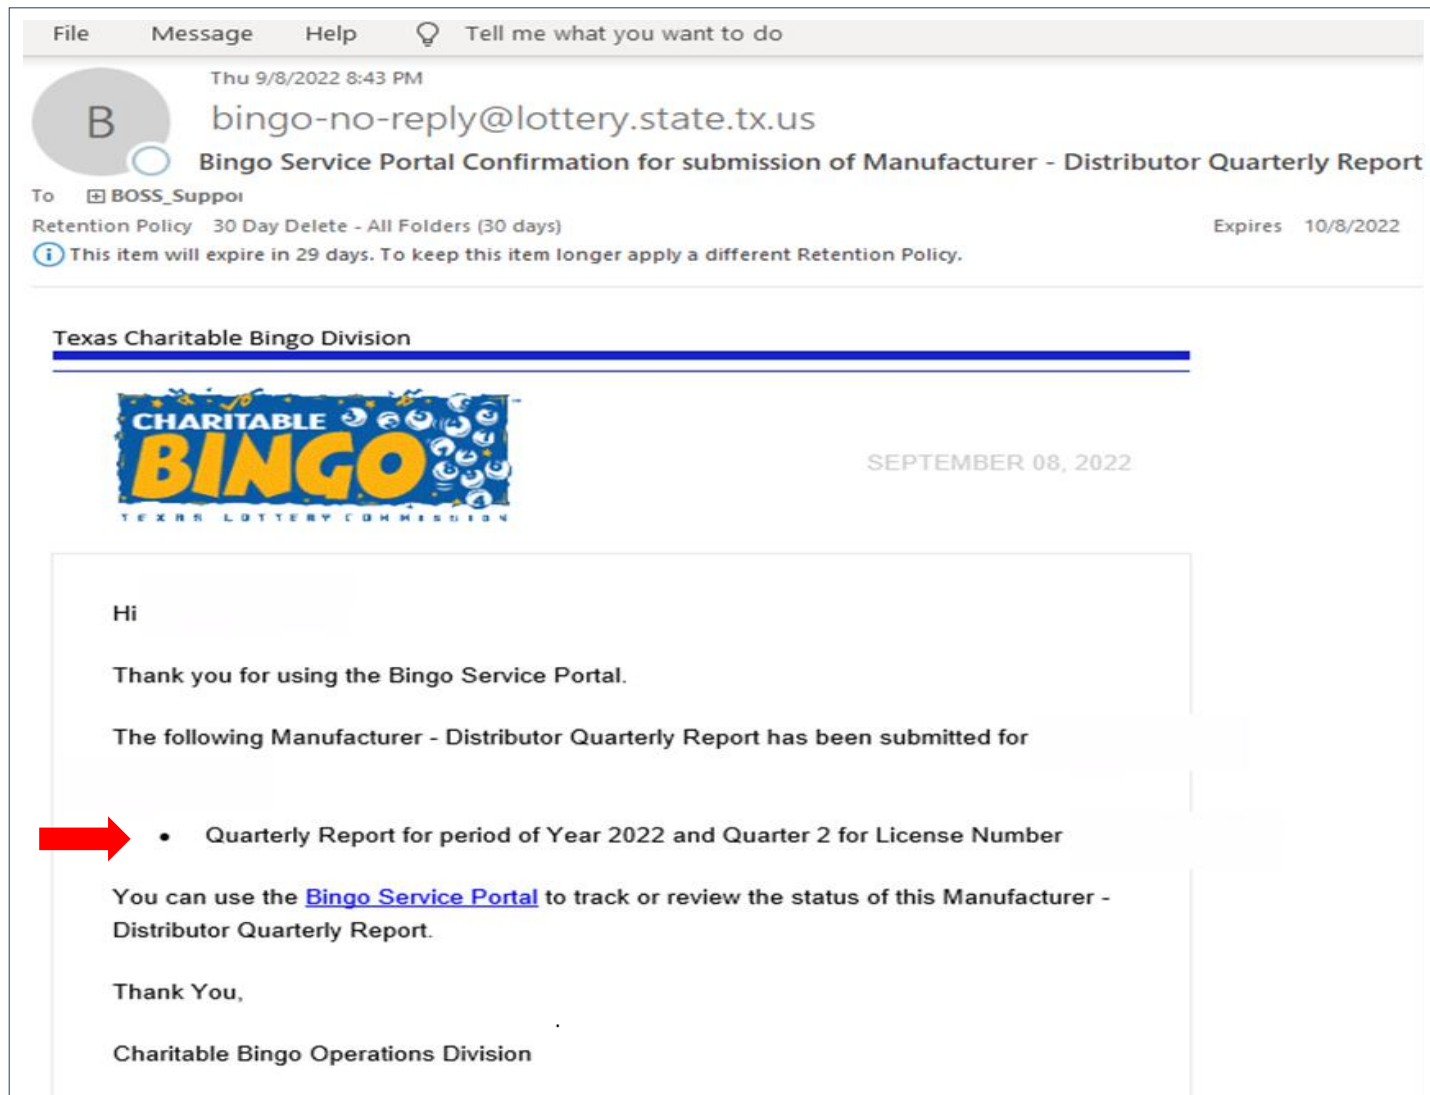 File Message Help Tell me what you want to do
Thu 9/8/2022 8:43 PM
B
bingo-no-reply@lottery.state.tx.us
Bingo Service Portal Confirmation for submission of Manufacturer - Distributor Quarterly Report
To BOSS_Suppor
Retention Policy 30 Day Delete - All Folders (30 days) Expires 10/8/2022
This item will expire in 29 days. To keep this item longer apply a different Retention Policy.
Texas Charitable Bingo Division
CHARITABLE
BINGO
TEXAS LOTTERY COMMISSION
SEPTEMBER 08, 2022
Hi
Thank you for using the Bingo Service Portal.
The following Manufacturer - Distributor Quarterly Report has been submitted for
• Quarterly Report for period of Year 2022 and Quarter 2 for License Number
You can use the Bingo Service Portal to track or review the status of this Manufacturer -
Distributor Quarterly Report.
Thank You,
.
Charitable Bingo Operations Division